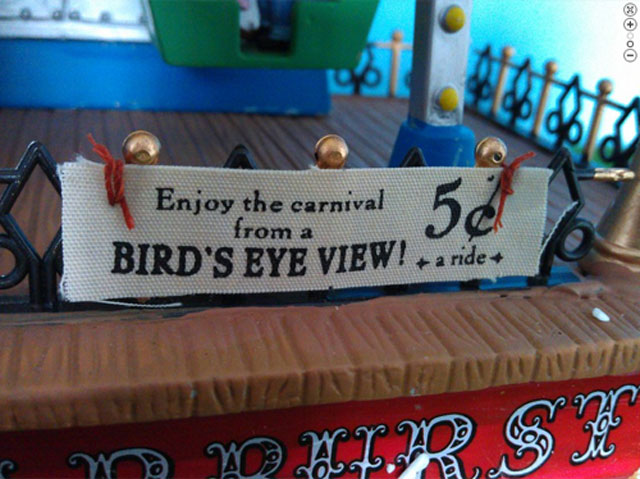 Enjoy the carnival
from a
BIRD'S EYE VIEW!
5¢
+ a ride +